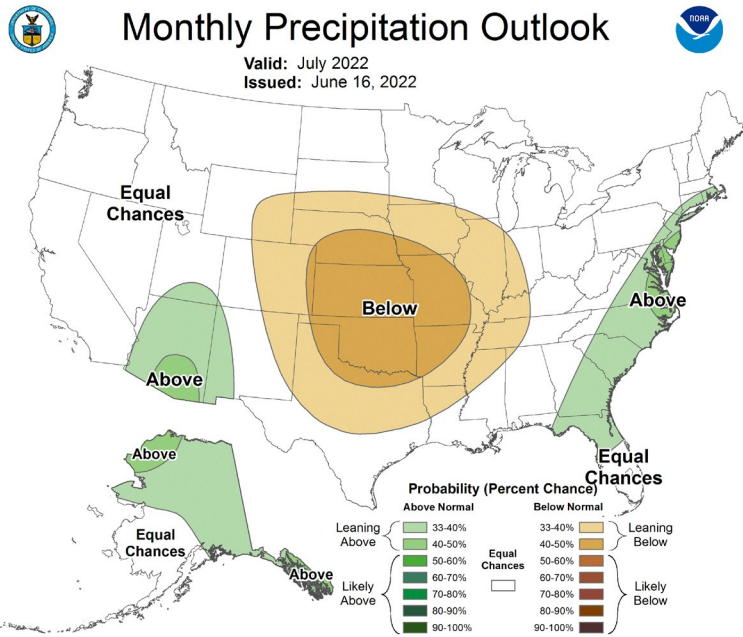 Monthly Precipitation Outlook
Valid: July 2022
Issued: June 16, 2022
NOAA
Equal
Chances
Below
Above
Above
Above
Equal
Chances
Above
Equal
Chances
Probability (Percent Chance)
Above Normal
Below Normal
Leaning
Above
33-40%
40-50%
Likely
Above
50-60%
60-70%
70-80%
80-90%
90-100%
Equal
Chances
33-40%
40-50%
Leaning
Below
50-60%
60-70%
70-80%
80-90%
90-100%
Likely
Below